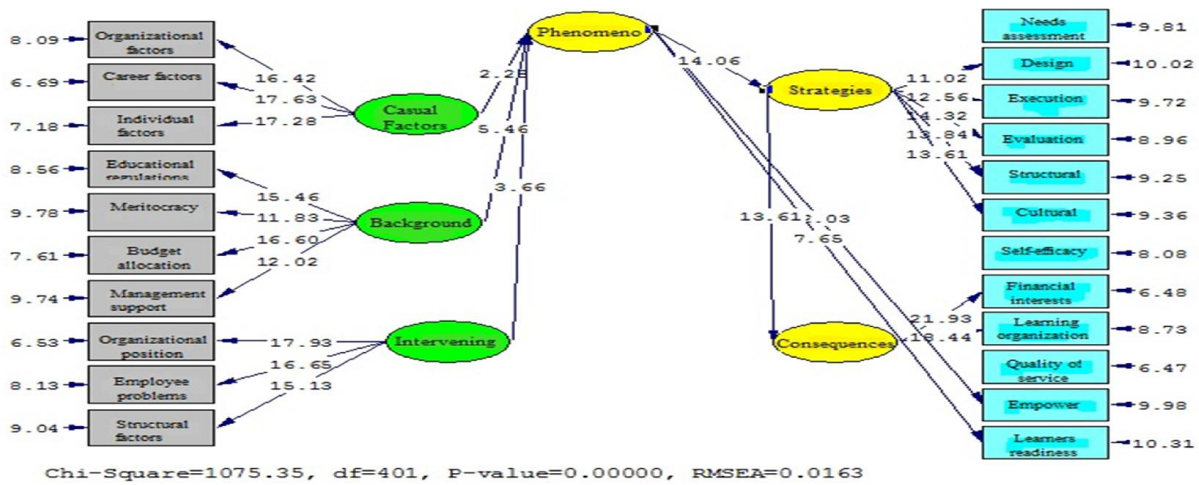 8.09
Organizational
factors
6.69
Career factors
7.18
Individual
factors
8.56
Educational
regulations
9.78
Meritocracy
7.61
Budget
allocation
9.74
Management
support
6.53
Organizational
position
8.13
Employee
problems
9.04
Structural
factors
16.42
17.63
17.28
Casual
Factors
15.46
11.83
16.60
12.02
Background
17.93
16.65
15.13
Intervening
2.28
5.46
3.66
Phenomeno
14.06
Strategies
13.61
.03
7.65
Consequences
11.02
12.56
14.32
13.84
13.61
21.93
18.44
Needs
assessment
9.81
Design
10.02
Execution
9.72
Evaluation
8.96
Structural
9.25
Cultural
9.36
Self-efficacy
8.08
Financial
interests
6.48
Learning
organization
8.73
Quality of
service
6.47
Empower
9.98
Learners
readiness
10.31
Chi-Square=1075.35, df=401, P-value=0.00000, RMSEA=0.0163